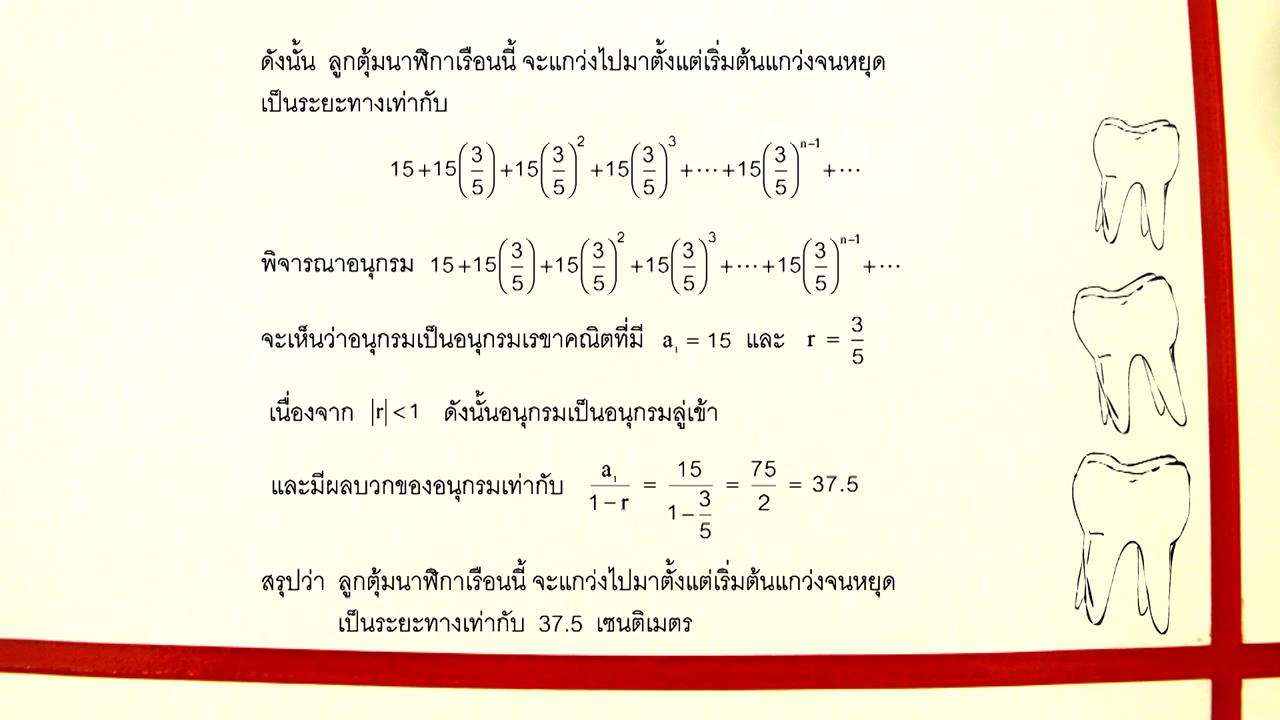 ดังนั้น ลูกตุ้มนาฬิกาเรือนนี้ จะแกว่งไปมาตั้งแต่เริ่มต้นแกว่งจนหยุด
เป็นระยะทางเท่ากับ
15+15(3/5)+15(3/5)^2+15(3/5)^3+⋯+15(3/5)^{n-1}+⋯
พิจารณาอนุกรม 15+15(3/5)+15(3/5)^2+15(3/5)^3+⋯+15(3/5)^{n-1}+⋯
จะเห็นว่าอนุกรมเป็นอนุกรมเรขาคณิตที่มี a₁ = 15 และ r = 3/5
เนื่องจาก |r| < 1 ดังนั้นอนุกรมเป็นอนุกรมลู่เข้า
และมีผลบวกของอนุกรมเท่ากับ a₁/(1-r) = 15/(1-3/5) = 75/2 = 37.5
สรุปว่า ลูกตุ้มนาฬิกาเรือนนี้ จะแกว่งไปมาตั้งแต่เริ่มต้นแกว่งจนหยุด
เป็นระยะทางเท่ากับ 37.5 เซนติเมตร